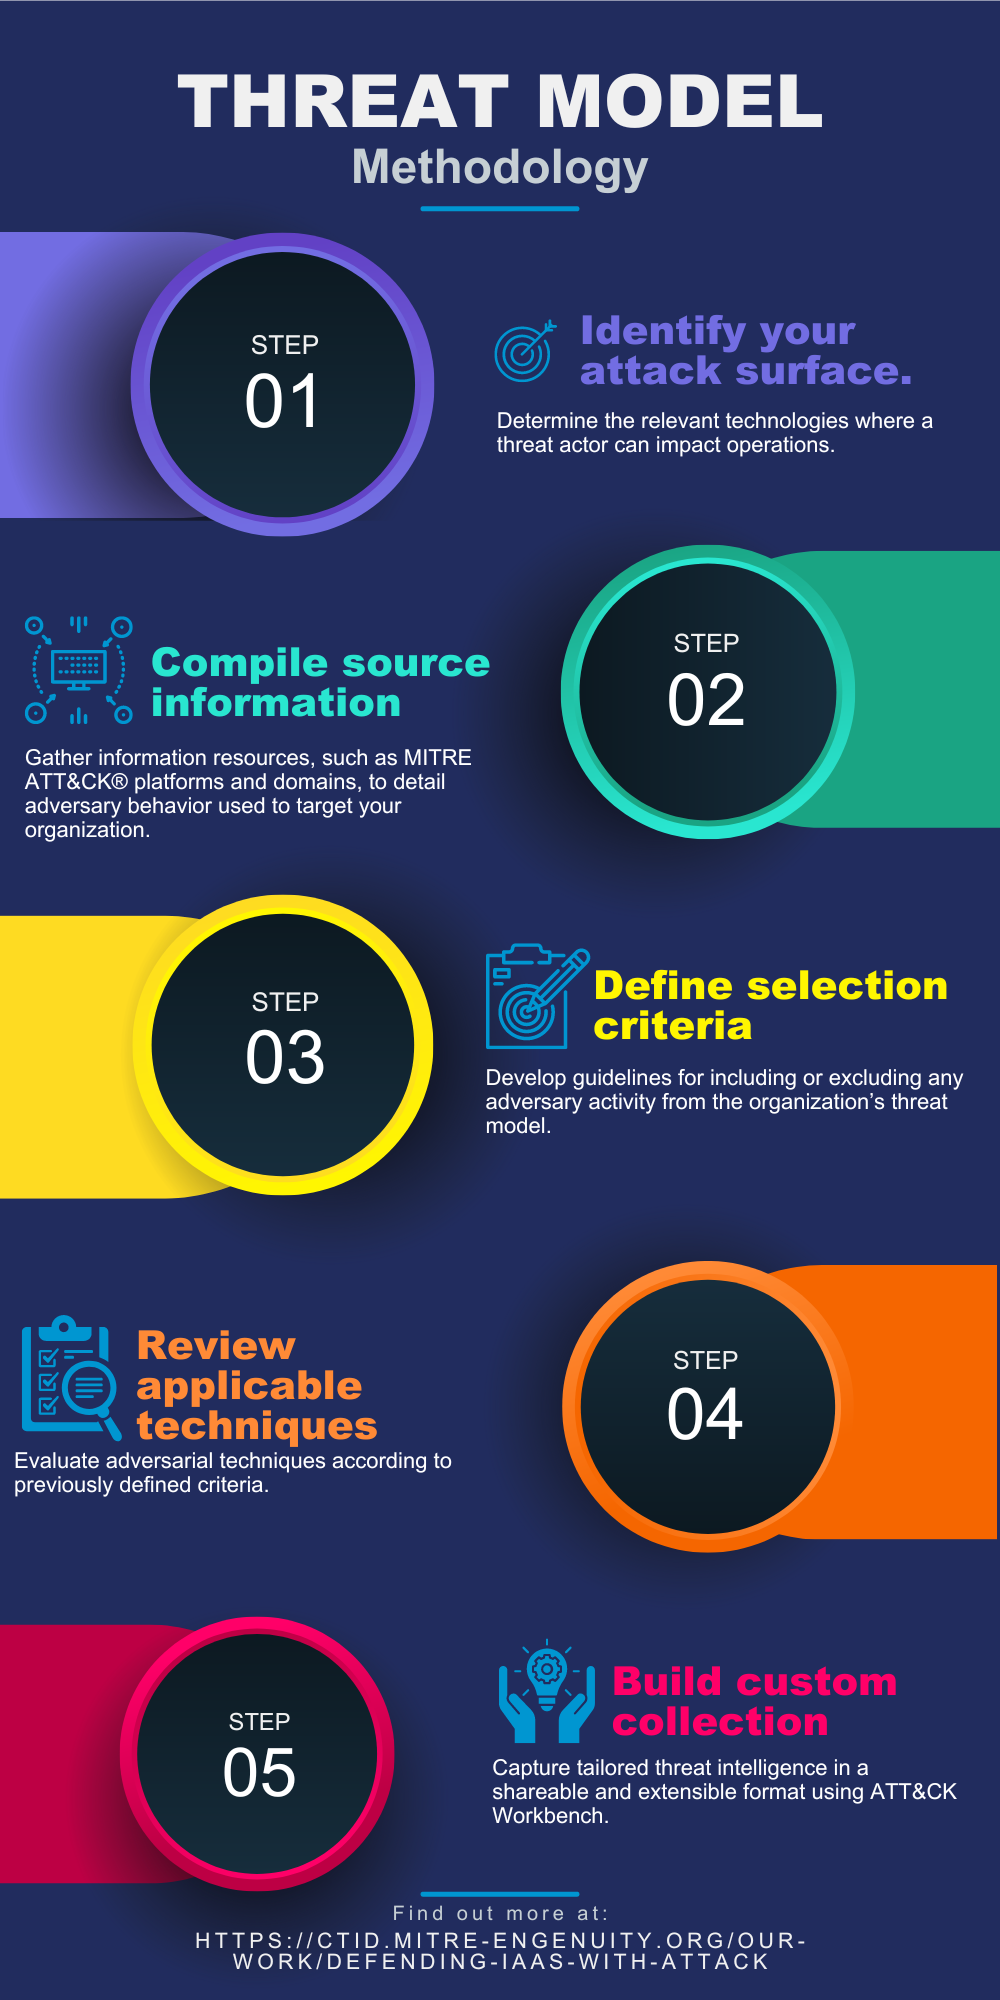 THREAT MODEL
Methodology
STEP
01
Identify your
attack surface.
Determine the relevant technologies where a
threat actor can impact operations.
STEP
02
Compile source
information
Gather information resources, such as MITRE
ATT&CK® platforms and domains, to detail
adversary behavior used to target your
organization.
STEP
03
Define selection
criteria
Develop guidelines for including or excluding any
adversary activity from the organization’s threat
model.
STEP
04
Review
applicable
techniques
Evaluate adversarial techniques according to
previously defined criteria.
STEP
05
Build custom
collection
Capture tailored threat intelligence in a
shareable and extensible format using ATT&CK
Workbench.
Find out more at:
HTTPS://CTID.MITRE-ENGENUITY.ORG/OUR-
WORK/DEFENDING-IAAS-WITH-ATTACK